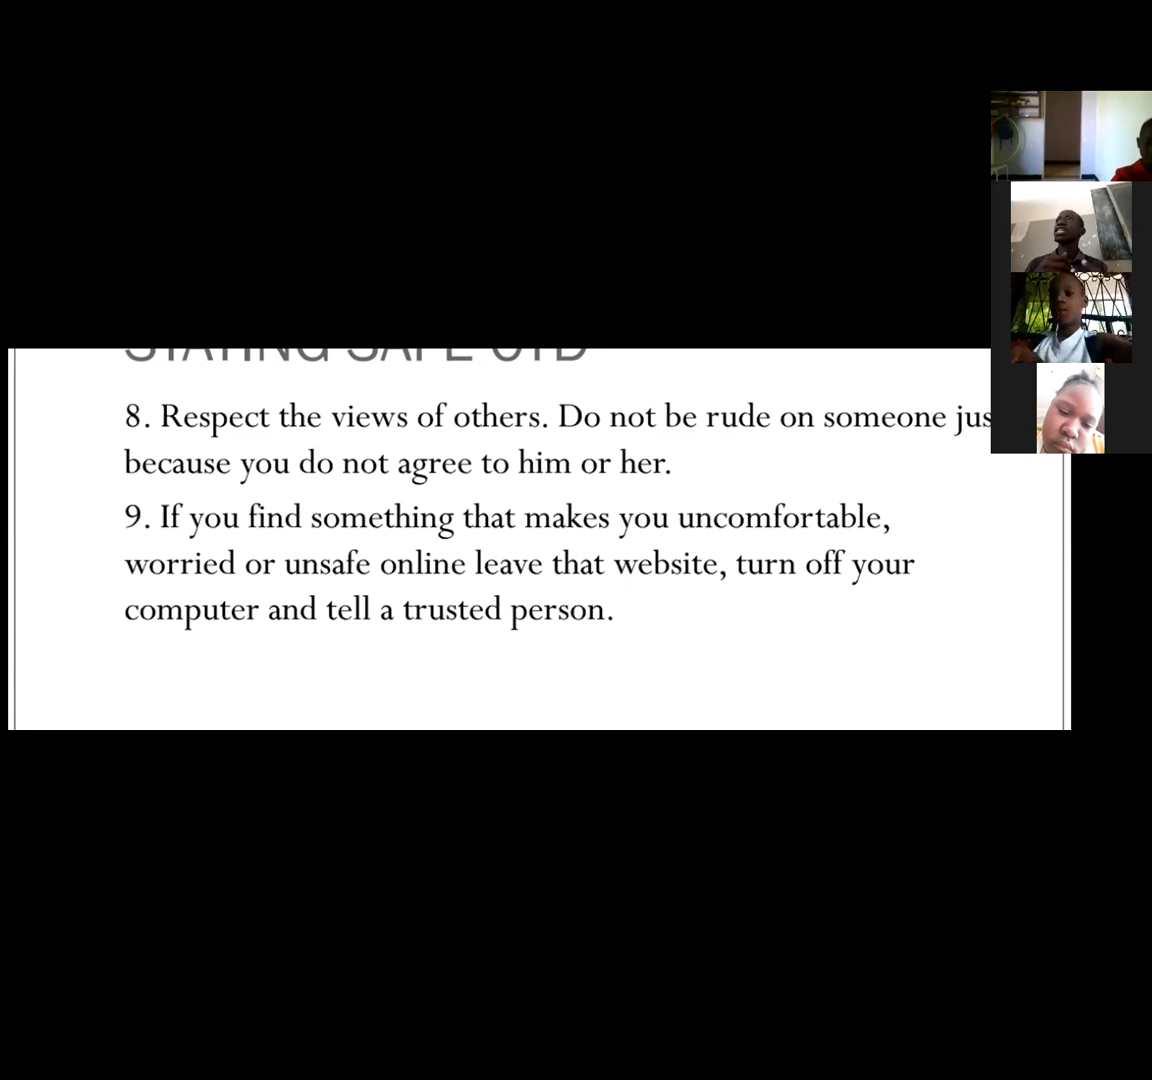 STAYING SAFE CTD
8. Respect the views of others. Do not be rude on someone jus
because you do not agree to him or her.
9. If you find something that makes you uncomfortable,
worried or unsafe online leave that website, turn off your
computer and tell a trusted person.